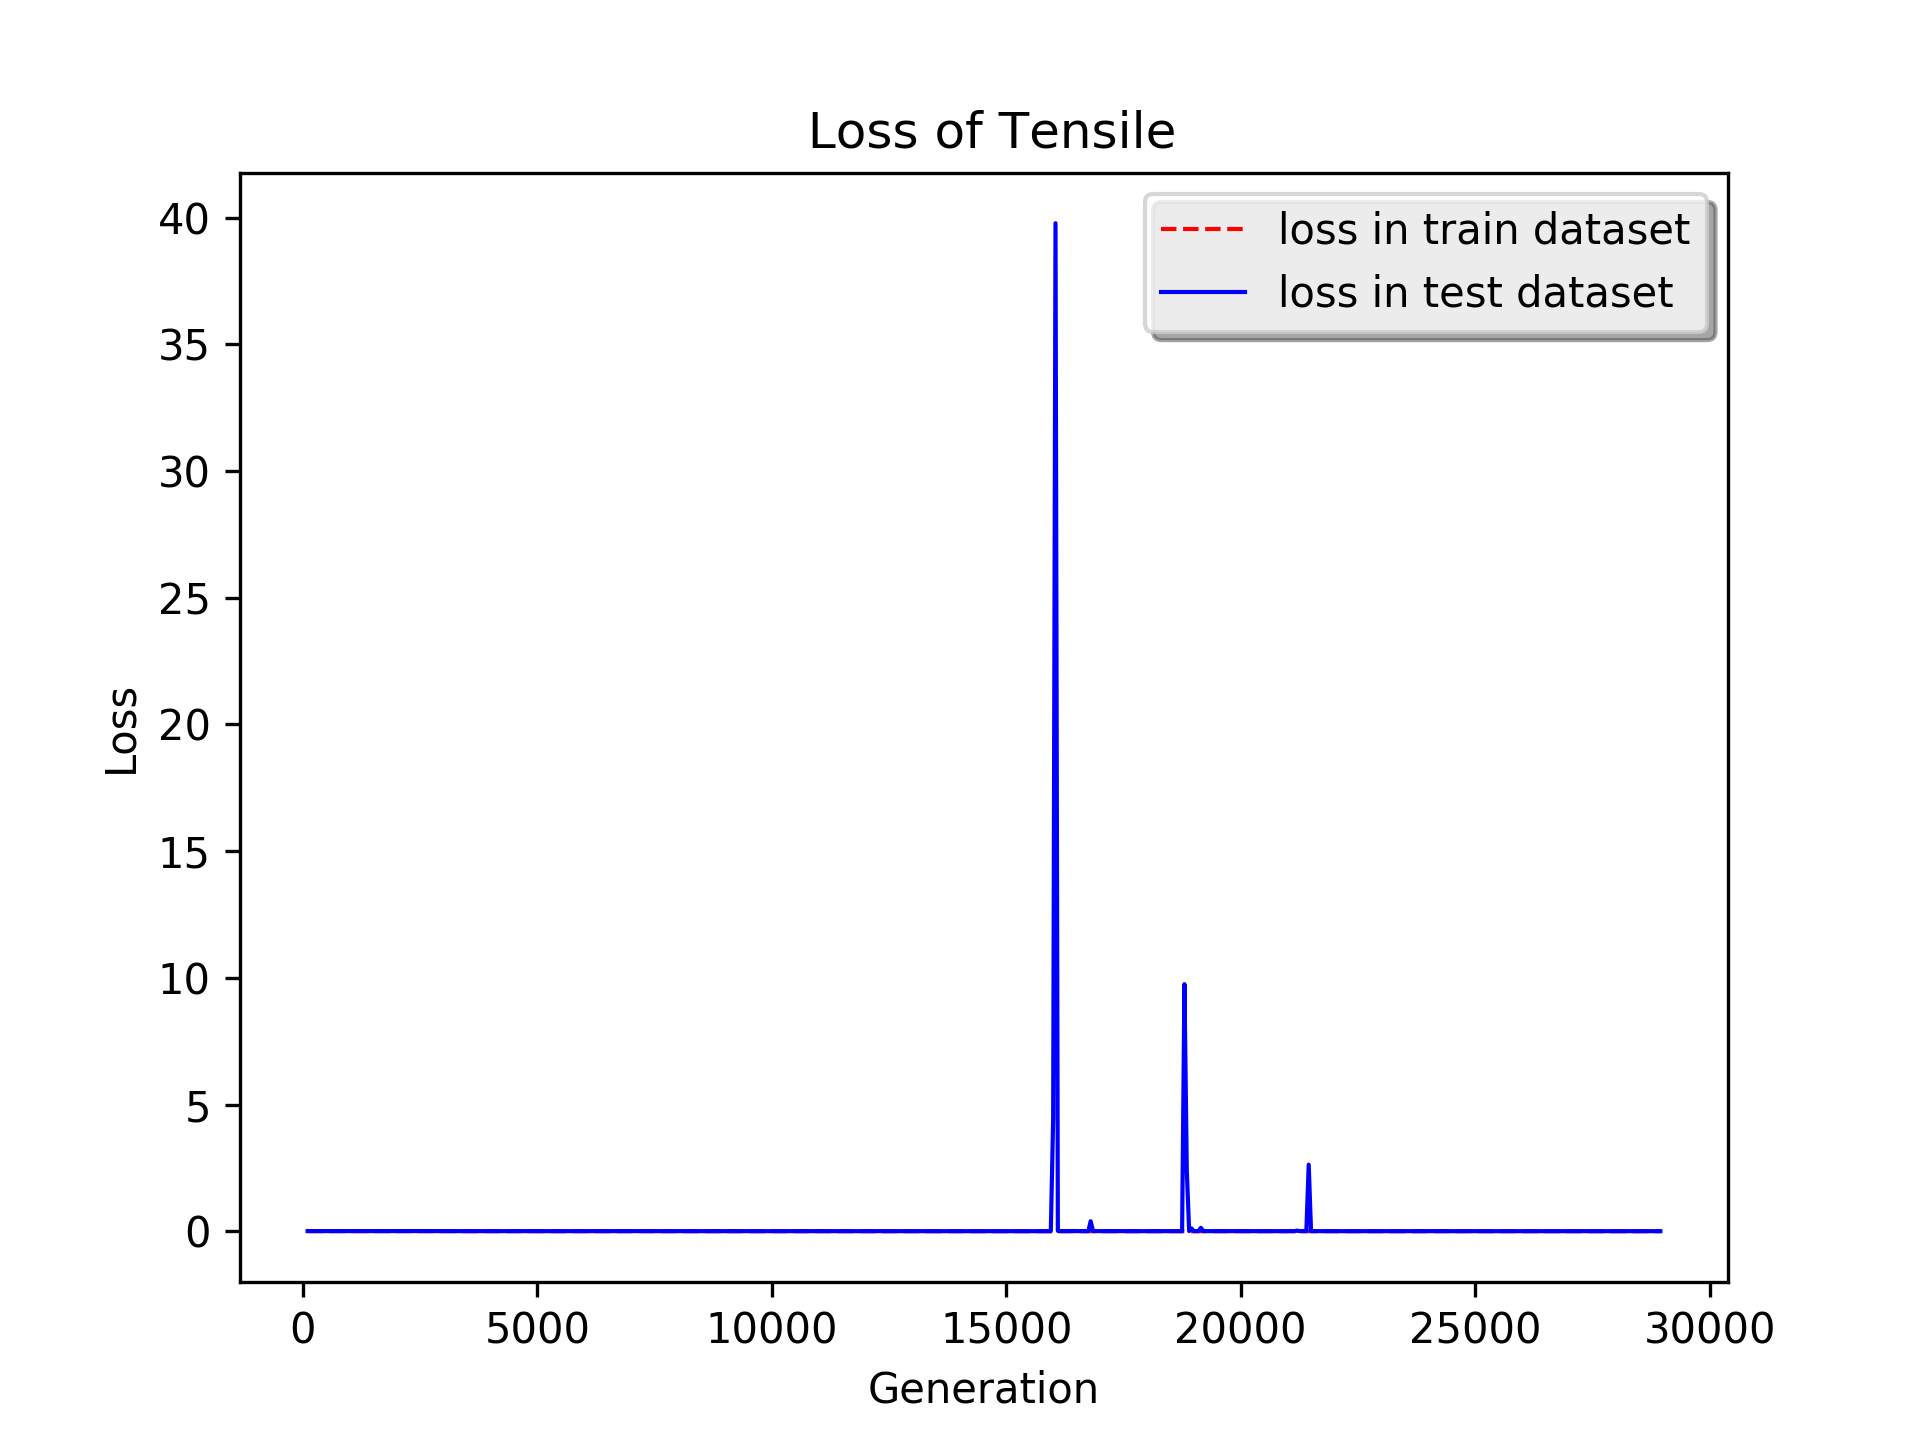 Loss of Tensile
loss in train dataset
loss in test dataset
40
35
30
25
20
15
10
5
0
Loss
0 5000 10000 15000 20000 25000 30000
Generation